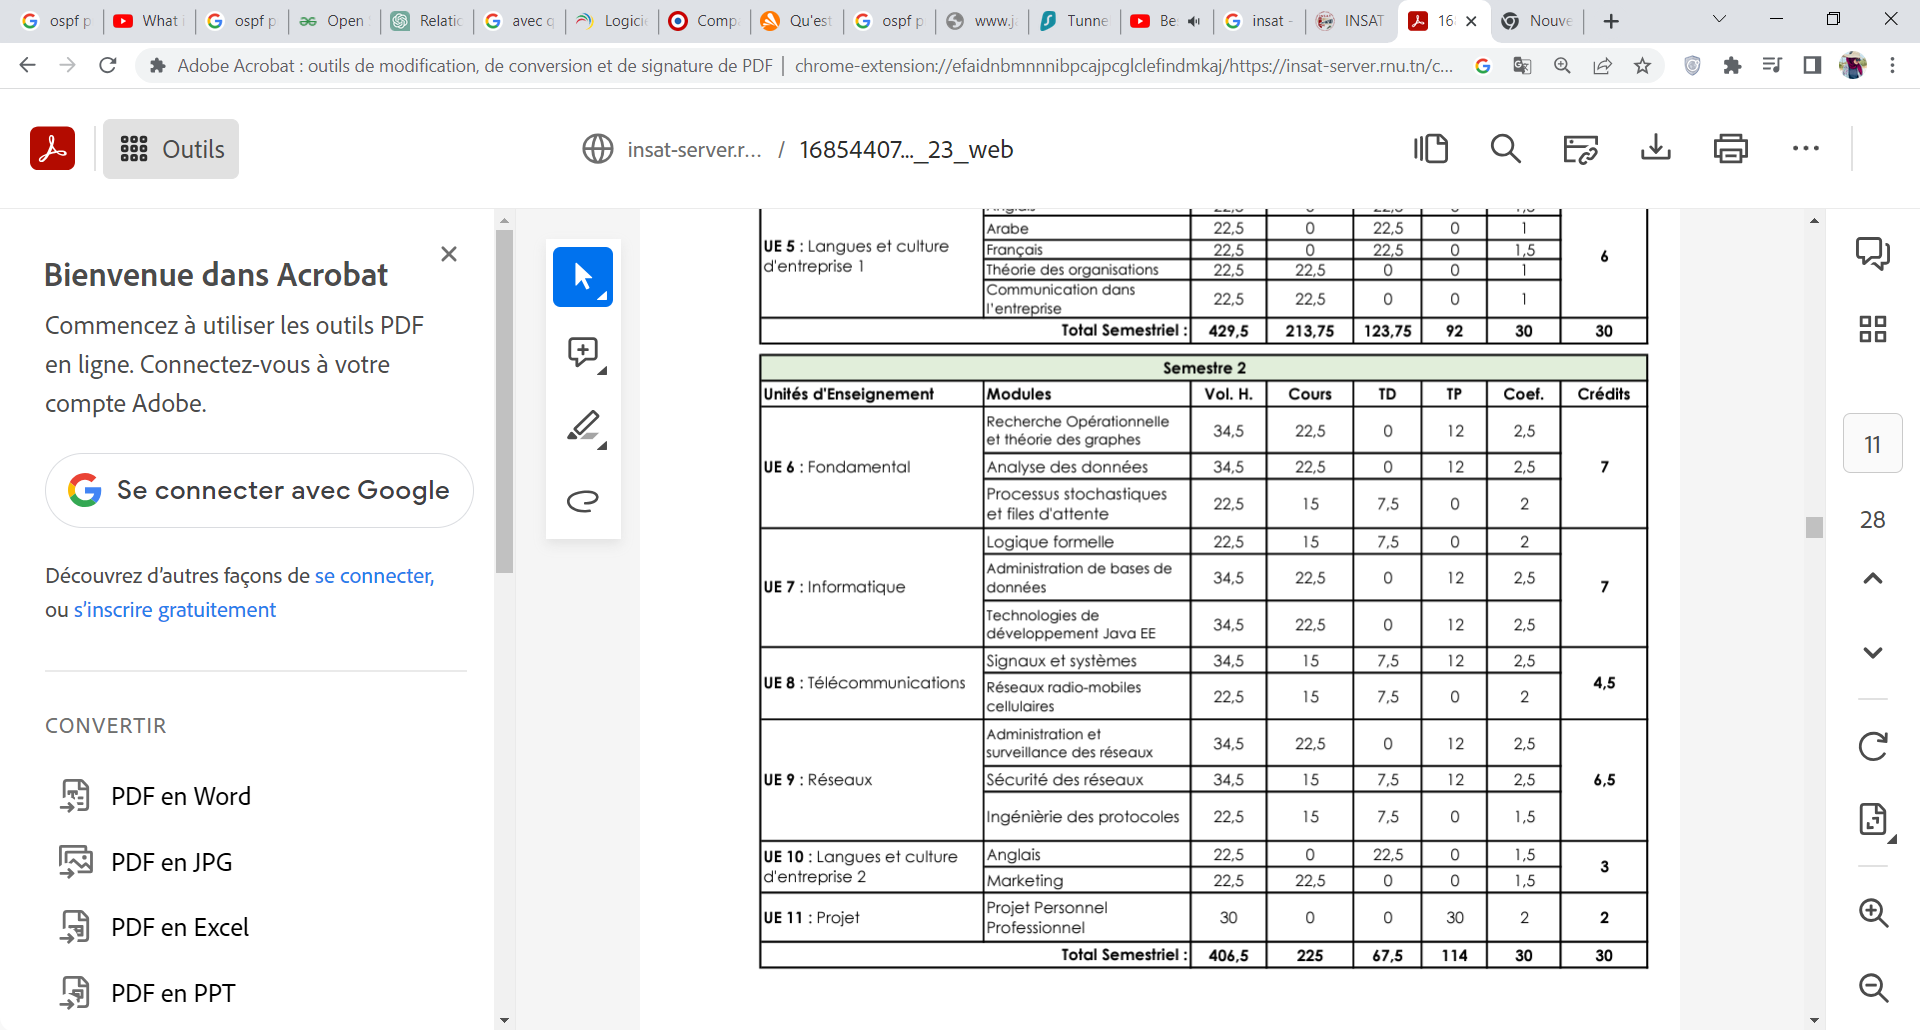 ospf p
What i
ospf p
Open S
Relatio
avec q
Logicie
Comp
Qu'est
ospf p
www.j
Tunne
Be
insat -
INSAT
16
Nouve
Adobe Acrobat : outils de modification, de conversion et de signature de PDF | chrome-extension://efaidnbmnnnibpcajpcglclefindmkaj/https://insat-server.rnu.tn/c...
Outils
insat-server.r... / 16854407..._23_web
Bienvenue dans Acrobat
Commencez à utiliser les outils PDF
en ligne. Connectez-vous à votre
compte Adobe.
Se connecter avec Google
Découvrez d’autres façons de se connecter,
ou s’inscrire gratuitement
CONVERTIR
PDF en Word
PDF en JPG
PDF en Excel
PDF en PPT
Anglais 22,5 0 22,5 0 1,5
UE 5 : Langues et culture
d'entreprise 1
Arabe 22,5 0 22,5 0 1
Français 22,5 0 22,5 0 1,5
6
Théorie des organisations 22,5 22,5 0 0 1
Communication dans
l’entreprise 22,5 22,5 0 0 1
Total Semestriel : 429,5 213,75 123,75 92 30 30
Semestre 2
Unités d'Enseignement Modules Vol. H. Cours TD TP Coef. Crédits
UE 6 : Fondamental
Recherche Opérationnelle
et théorie des graphes 34,5 22,5 0 12 2,5
Analyse des données 34,5 22,5 0 12 2,5
7
Processus stochastiques
et files d'attente 22,5 15 7,5 0 2
UE 7 : Informatique
Logique formelle 22,5 15 7,5 0 2
Administration de bases de
données 34,5 22,5 0 12 2,5
7
Technologies de
développement Java EE 34,5 22,5 0 12 2,5
UE 8 : Télécommunications
Signaux et systèmes 34,5 15 7,5 12 2,5
4,5
Réseaux radio-mobiles
cellulaires 22,5 15 7,5 0 2
UE 9 : Réseaux
Administration et
surveillance des réseaux 34,5 22,5 0 12 2,5
Sécurité des réseaux 34,5 15 7,5 12 2,5
6,5
Ingénièrie des protocoles 22,5 15 7,5 0 1,5
UE 10 : Langues et culture
d'entreprise 2
Anglais 22,5 0 22,5 0 1,5
3
Marketing 22,5 22,5 0 0 1,5
UE 11 : Projet
Projet Personnel
Professionnel 30 0 0 30 2 2
Total Semestriel : 406,5 225 67,5 114 30 30
11
28